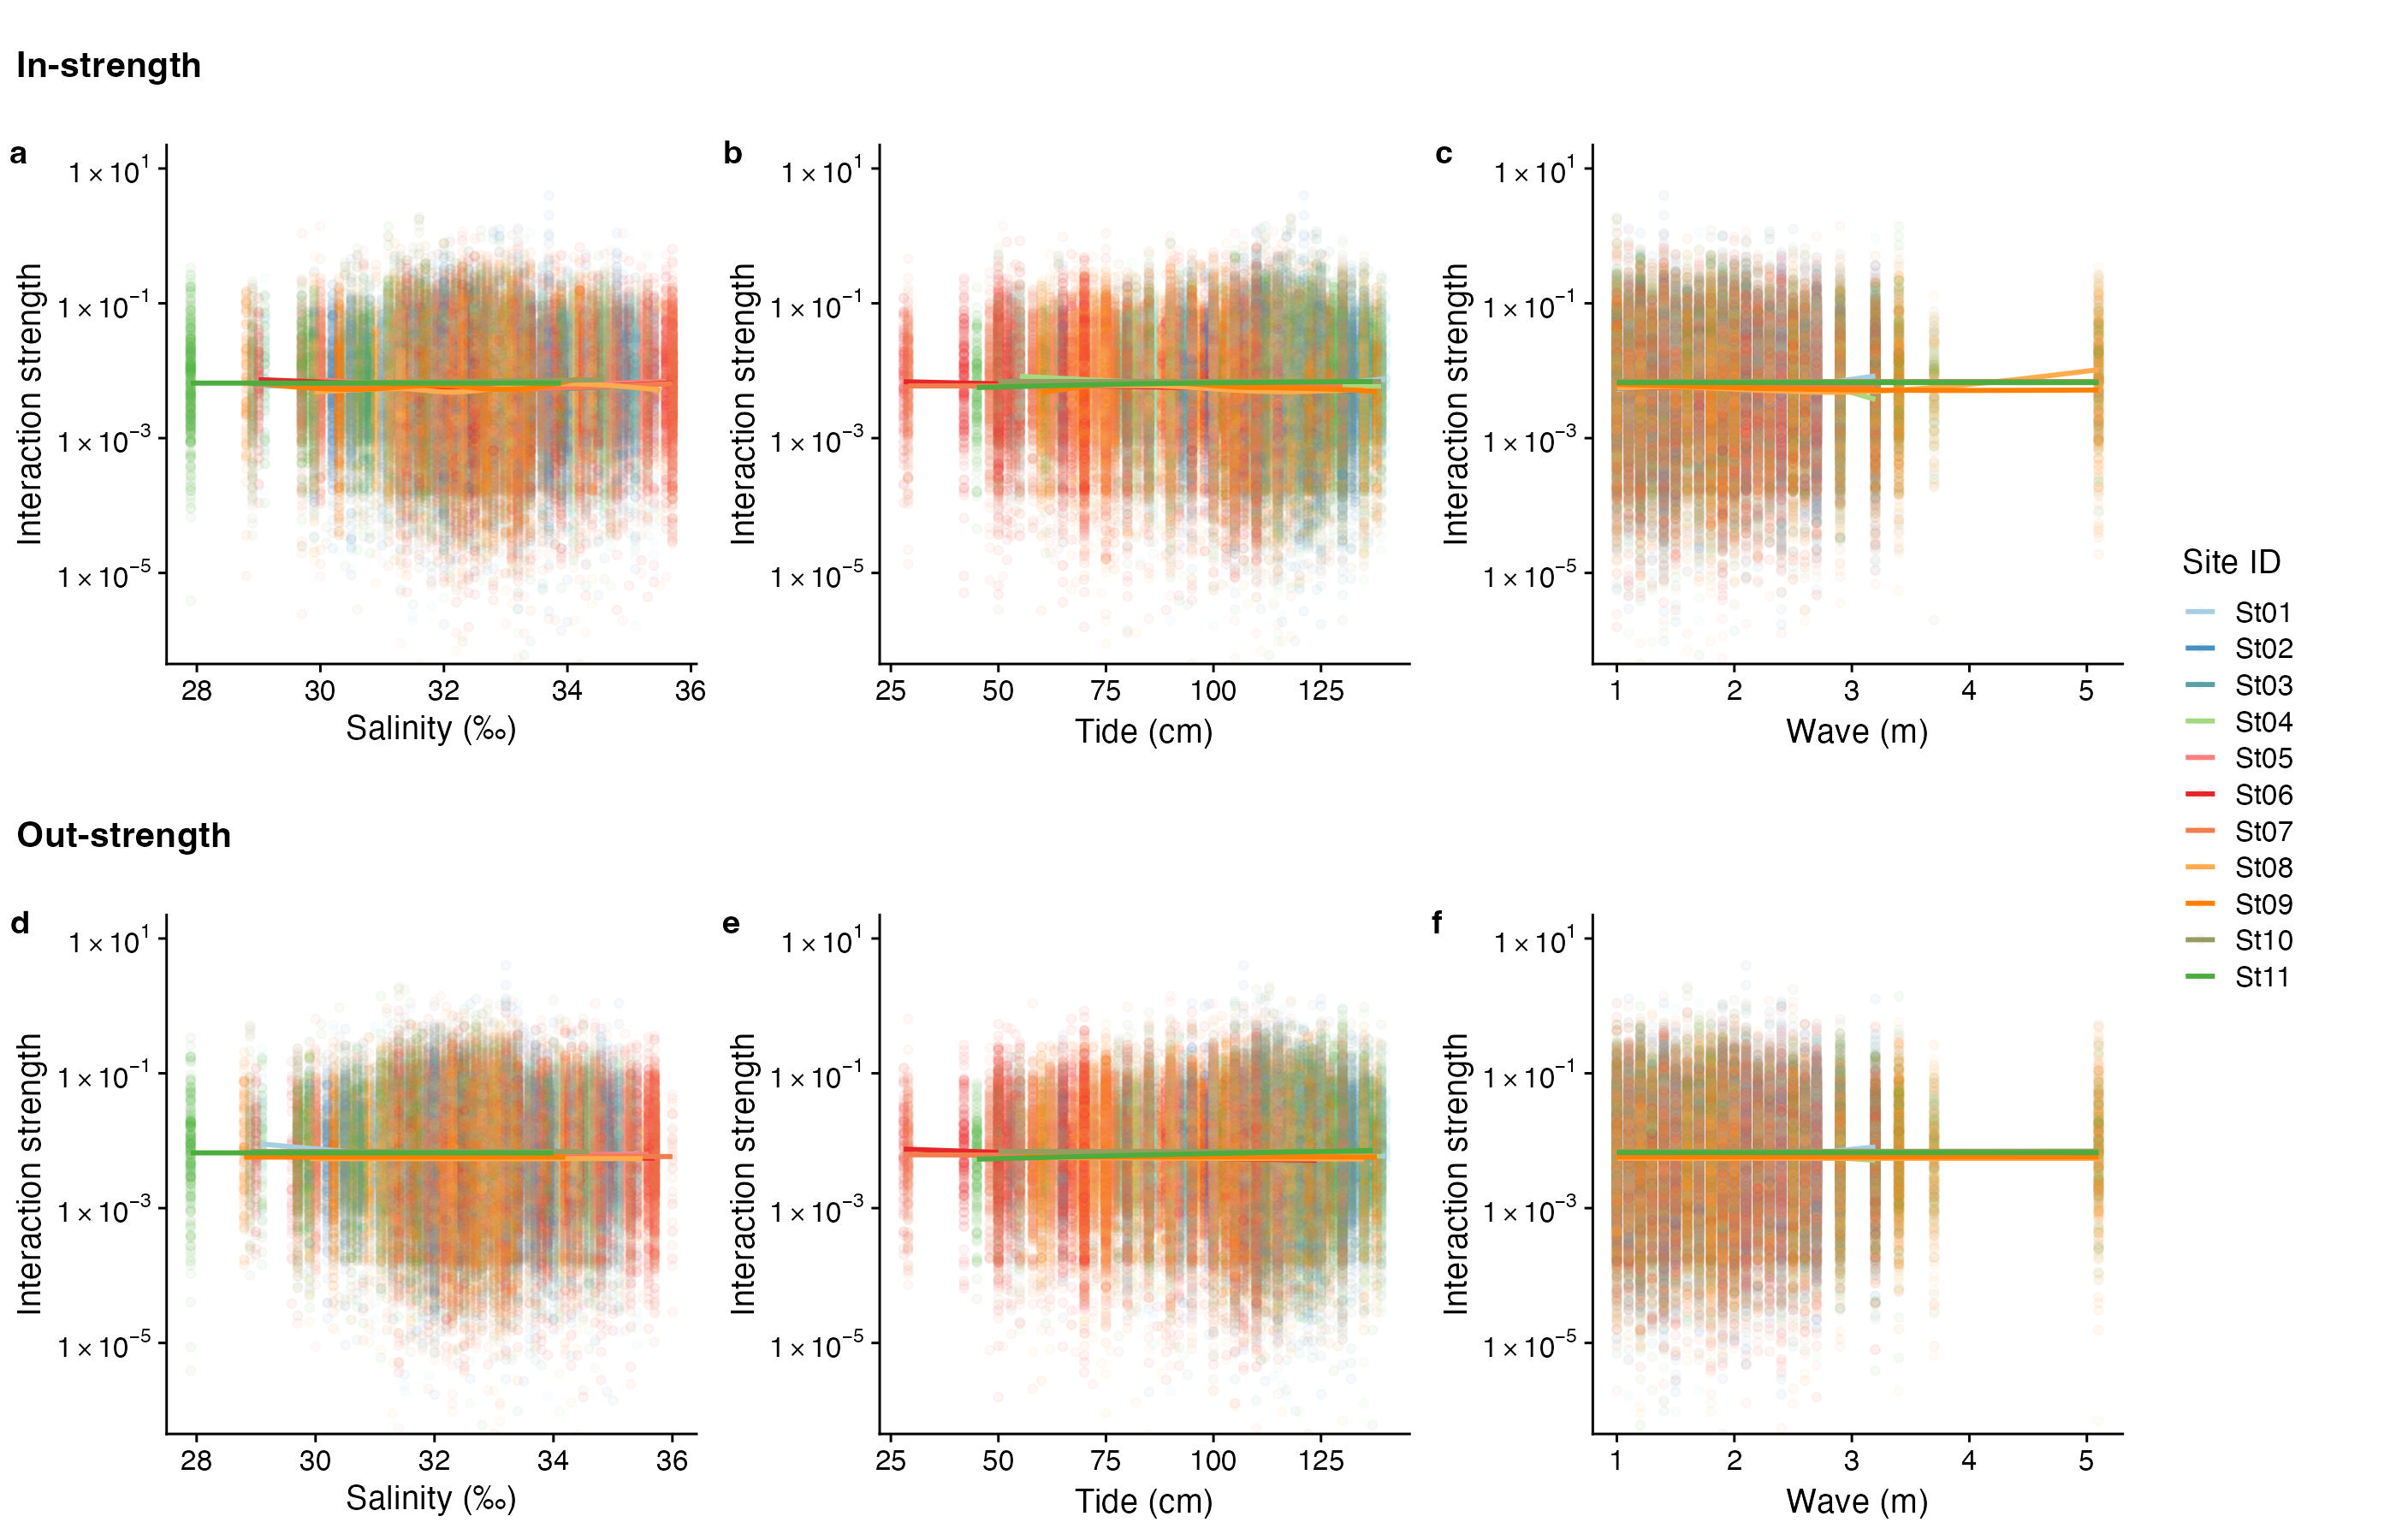 In-strength
a
b
c
1 × 10^1
1 × 10^−1
1 × 10^−3
1 × 10^−5
Interaction strength
28 30 32 34 36
Salinity (‰)
1 × 10^1
1 × 10^−1
1 × 10^−3
1 × 10^−5
Interaction strength
25 50 75 100 125
Tide (cm)
1 × 10^1
1 × 10^−1
1 × 10^−3
1 × 10^−5
Interaction strength
1 2 3 4 5
Wave (m)
Site ID
St01
St02
St03
St04
St05
St06
St07
St08
St09
St10
St11
Out-strength
d
e
f
1 × 10^1
1 × 10^−1
1 × 10^−3
1 × 10^−5
Interaction strength
28 30 32 34 36
Salinity (‰)
1 × 10^1
1 × 10^−1
1 × 10^−3
1 × 10^−5
Interaction strength
25 50 75 100 125
Tide (cm)
1 × 10^1
1 × 10^−1
1 × 10^−3
1 × 10^−5
Interaction strength
1 2 3 4 5
Wave (m)